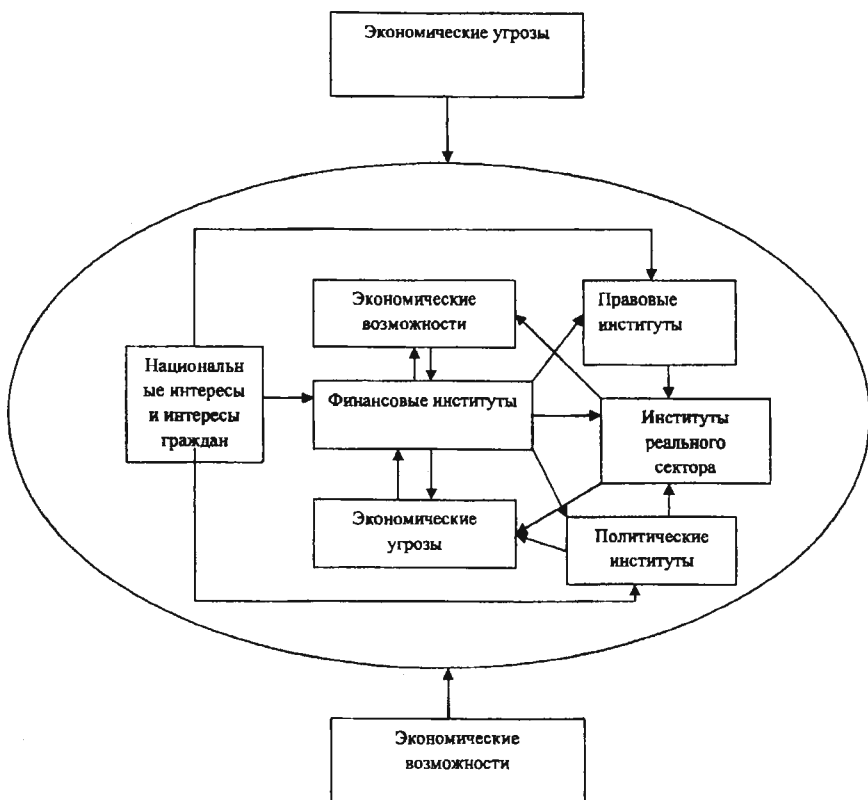 Экономические угрозы
Экономические
возможности
Правовые
институты
Национальн
ые интересы
и интересы
граждан
Финансовые институты
Институты
реального
сектора
Экономические
угрозы
Политические
институты
Экономические
возможности